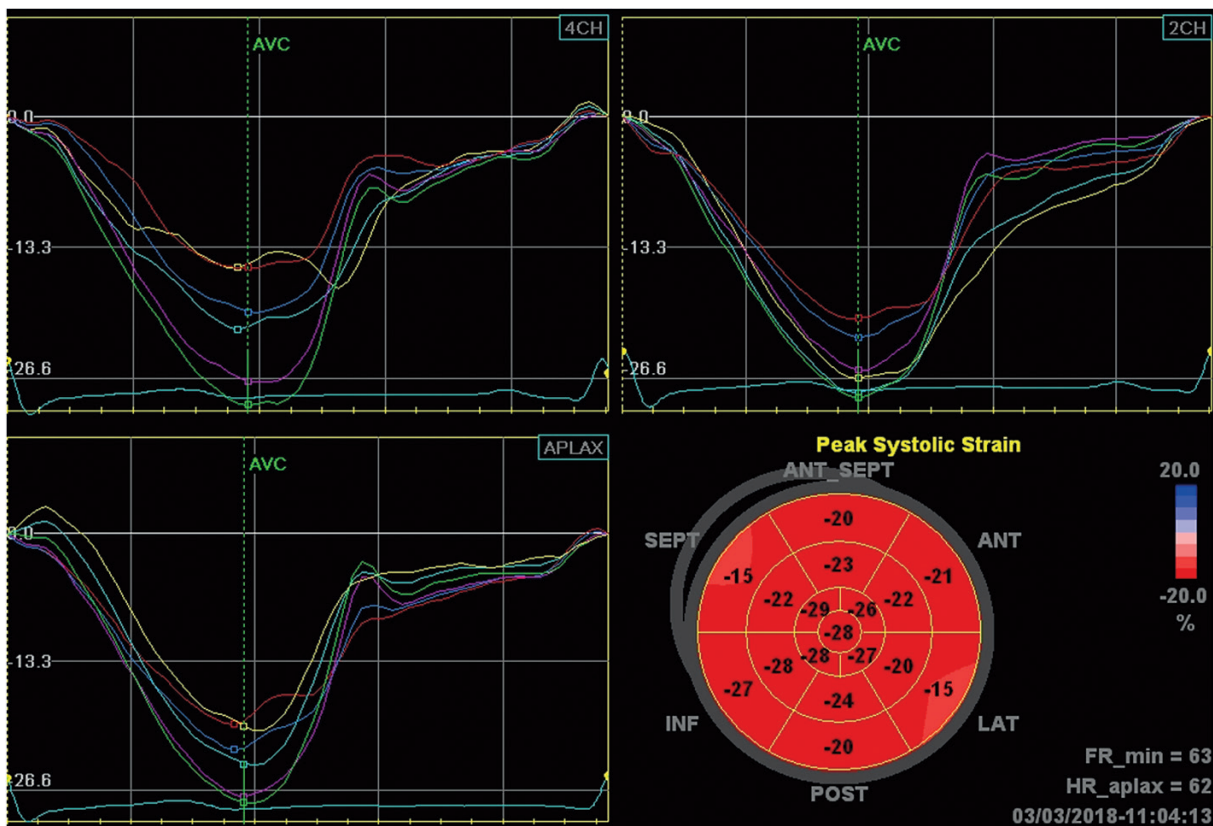 4CH
AVC
0.0
-13.3
-26.6
2CH
AVC
0.0
-13.3
-26.6
APLAX
AVC
0.0
-13.3
-26.6
Peak Systolic Strain
ANT_SEPT
SEPT
ANT
INF
LAT
POST
-20
-15
-21
-23
-22
-22
-29
-26
-28
-28
-27
-28
-20
-27
-15
-24
-20
20.0
-20.0
%
FR_min = 63
HR_aplax = 62
03/03/2018-11:04:13